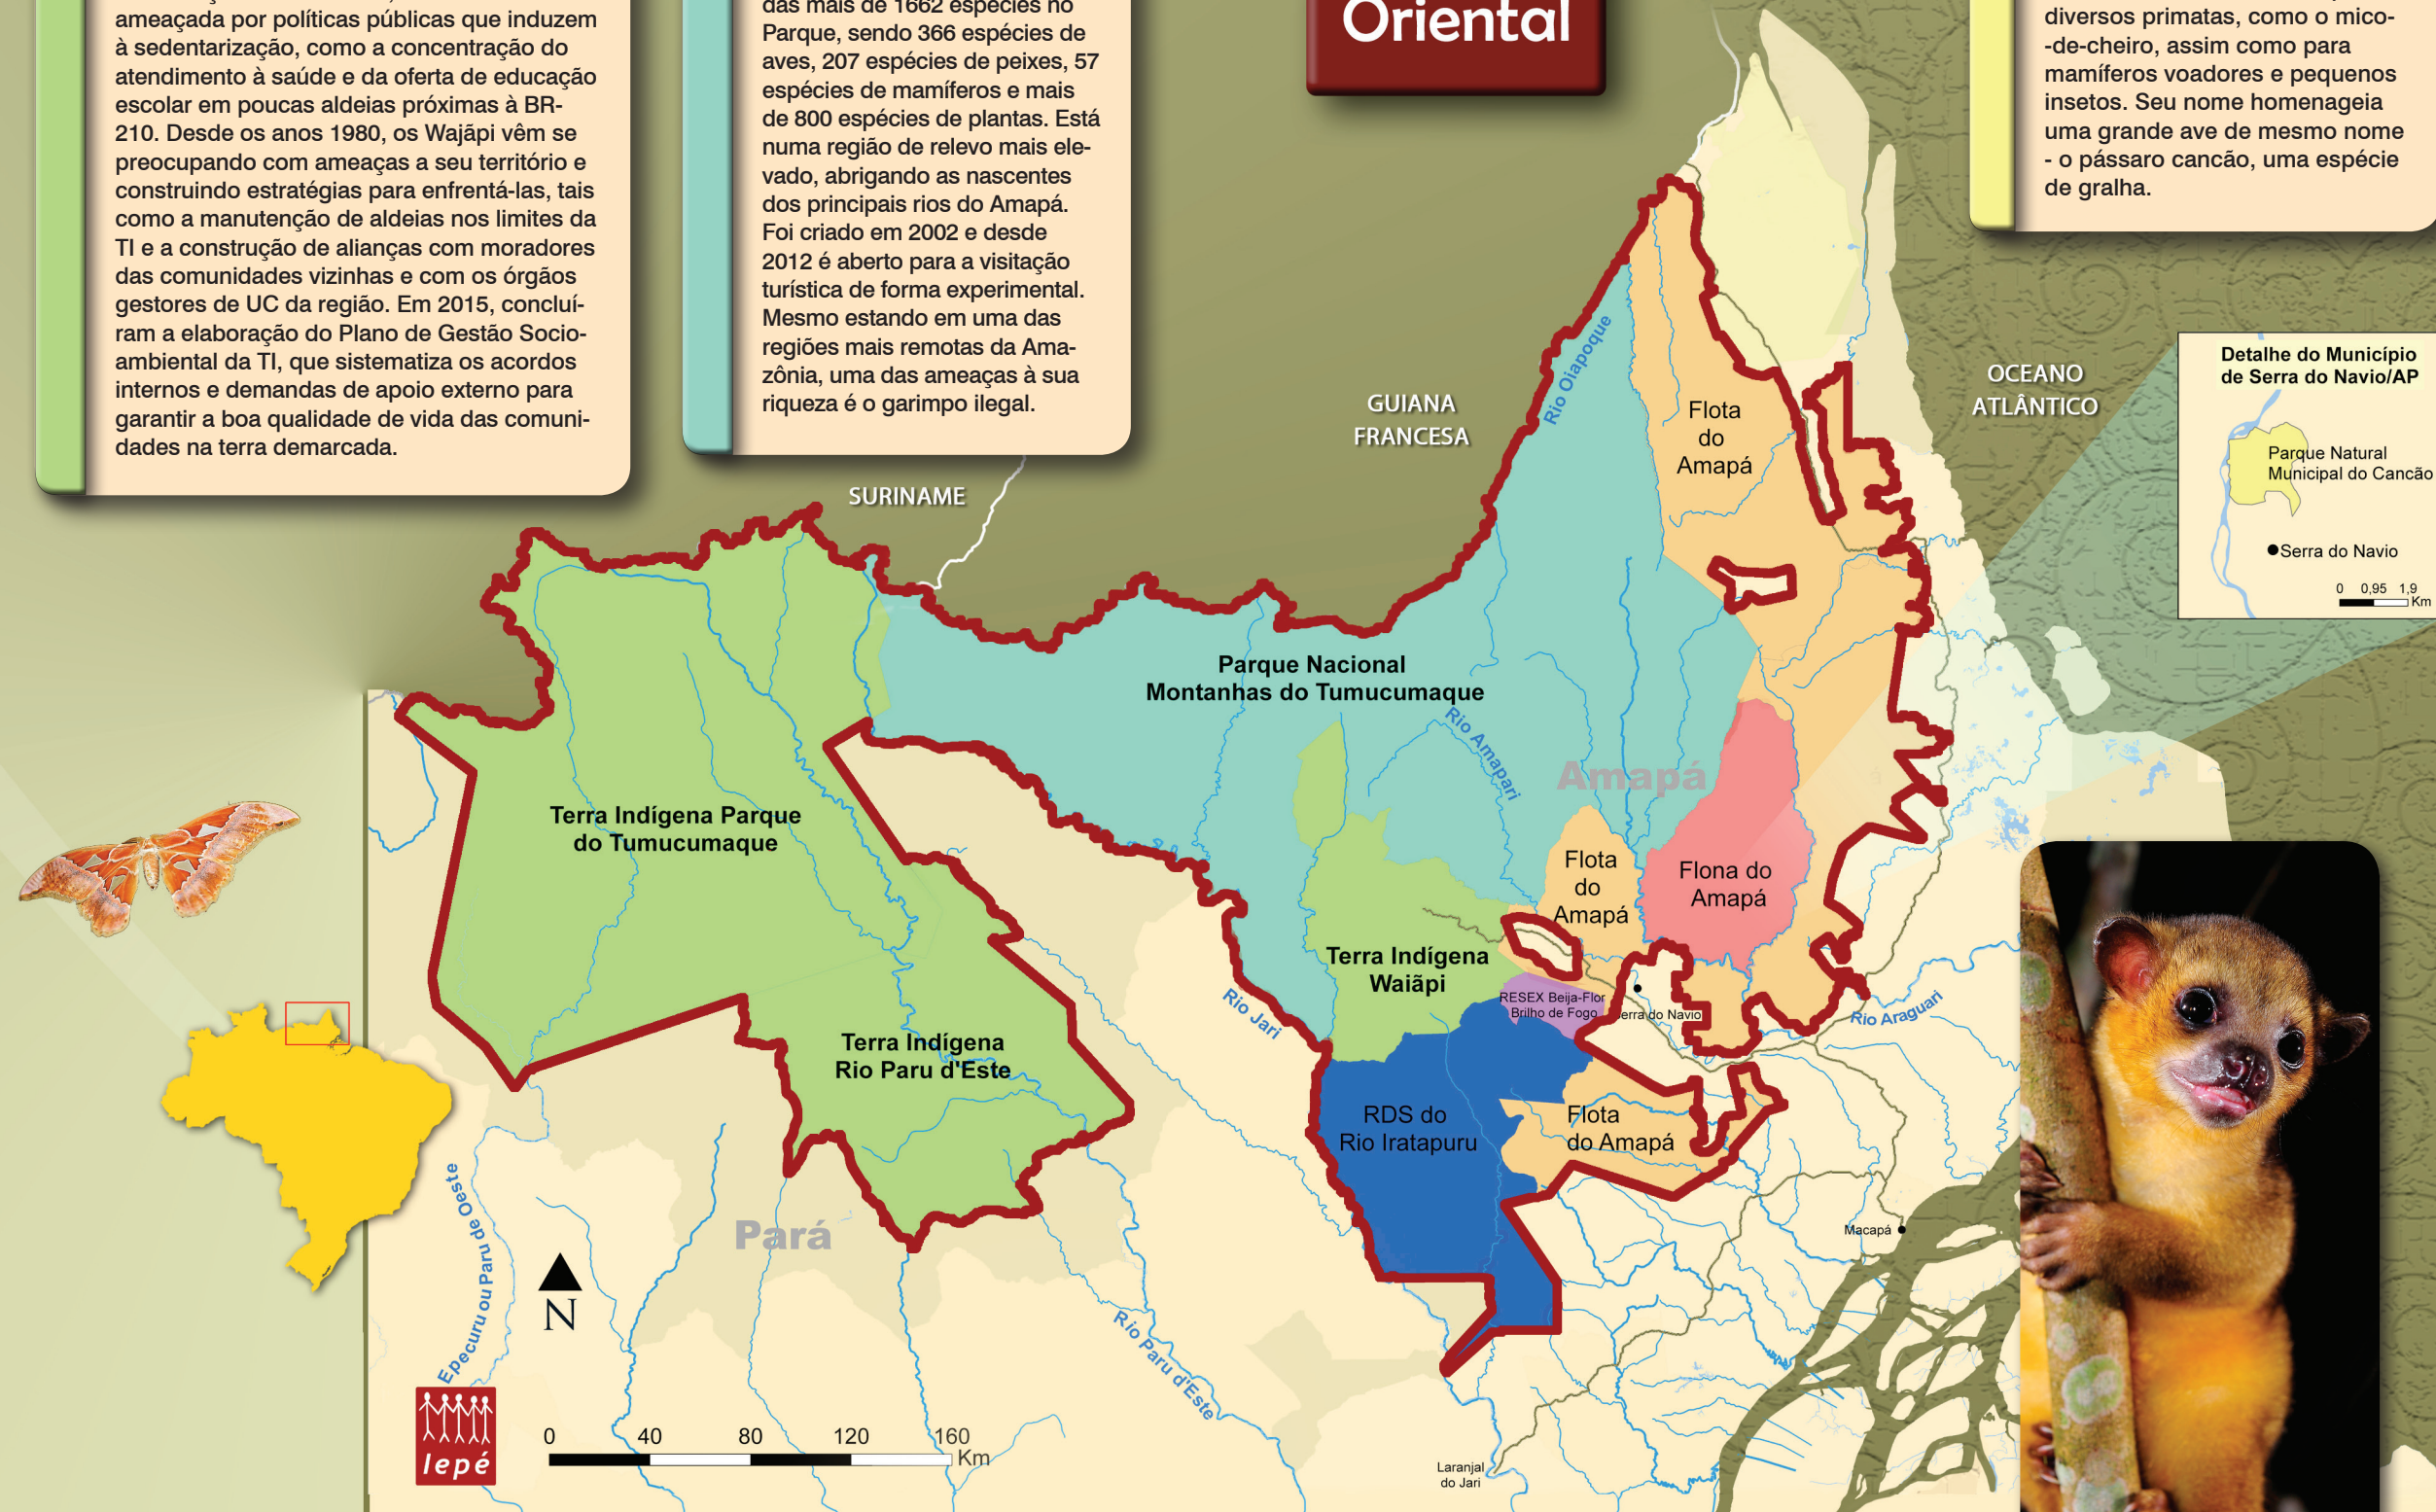 ameaçada por políticas públicas que induzem
à sedentarização, como a concentração do
atendimento à saúde e da oferta de educação
escolar em poucas aldeias próximas à BR-
210. Desde os anos 1980, os Wajãpi vêm se
preocupando com ameaças a seu território e
construindo estratégias para enfrentá-las, tais
como a manutenção de aldeias nos limites da
TI e a construção de alianças com moradores
das comunidades vizinhas e com os órgãos
gestores de UC da região. Em 2015, concluí-
ram a elaboração do Plano de Gestão Socio-
ambiental da TI, que sistematiza os acordos
internos e demandas de apoio externo para
garantir a boa qualidade de vida das comuni-
dades na terra demarcada.
das mais de 1662 espécies no
Parque, sendo 366 espécies de
aves, 207 espécies de peixes, 57
espécies de mamíferos e mais
de 800 espécies de plantas. Está
numa região de relevo mais ele-
vado, abrigando as nascentes
dos principais rios do Amapá.
Foi criado em 2002 e desde
2012 é aberto para a visitação
turística de forma experimental.
Mesmo estando em uma das
regiões mais remotas da Ama-
zônia, uma das ameaças à sua
riqueza é o garimpo ilegal.
Oriental
diversos primatas, como o mico-
-de-cheiro, assim como para
mamíferos voadores e pequenos
insetos. Seu nome homenageia
uma grande ave de mesmo nome
- o pássaro cancão, uma espécie
de gralha.
SURINAME
GUIANA
FRANCESA
OCEANO
ATLÂNTICO
Detalhe do Município
de Serra do Navio/AP
Parque Natural
Municipal do Cancão
Serra do Navio
0 0,95 1,9
Km
Rio Oiapoque
Flota
do
Amapá
Parque Nacional
Montanhas do Tumucumaque
Rio Amapari
Amapá
Terra Indígena Parque
do Tumucumaque
Flota
do
Amapá
Flona do
Amapá
Terra Indígena
Waiãpi
RESEX Beija-Flor
Brilho de Fogo
Serra do Navio
Rio Jari
Rio Araguari
Terra Indígena
Rio Paru d'Este
RDS do
Rio Iratapuru
Flota
do Amapá
Pará
Macapá
Epecuru ou Paru de Oeste
N
Rio Paru d'Este
Iepé
0 40 80 120 160
Km
Laranjal
do Jari